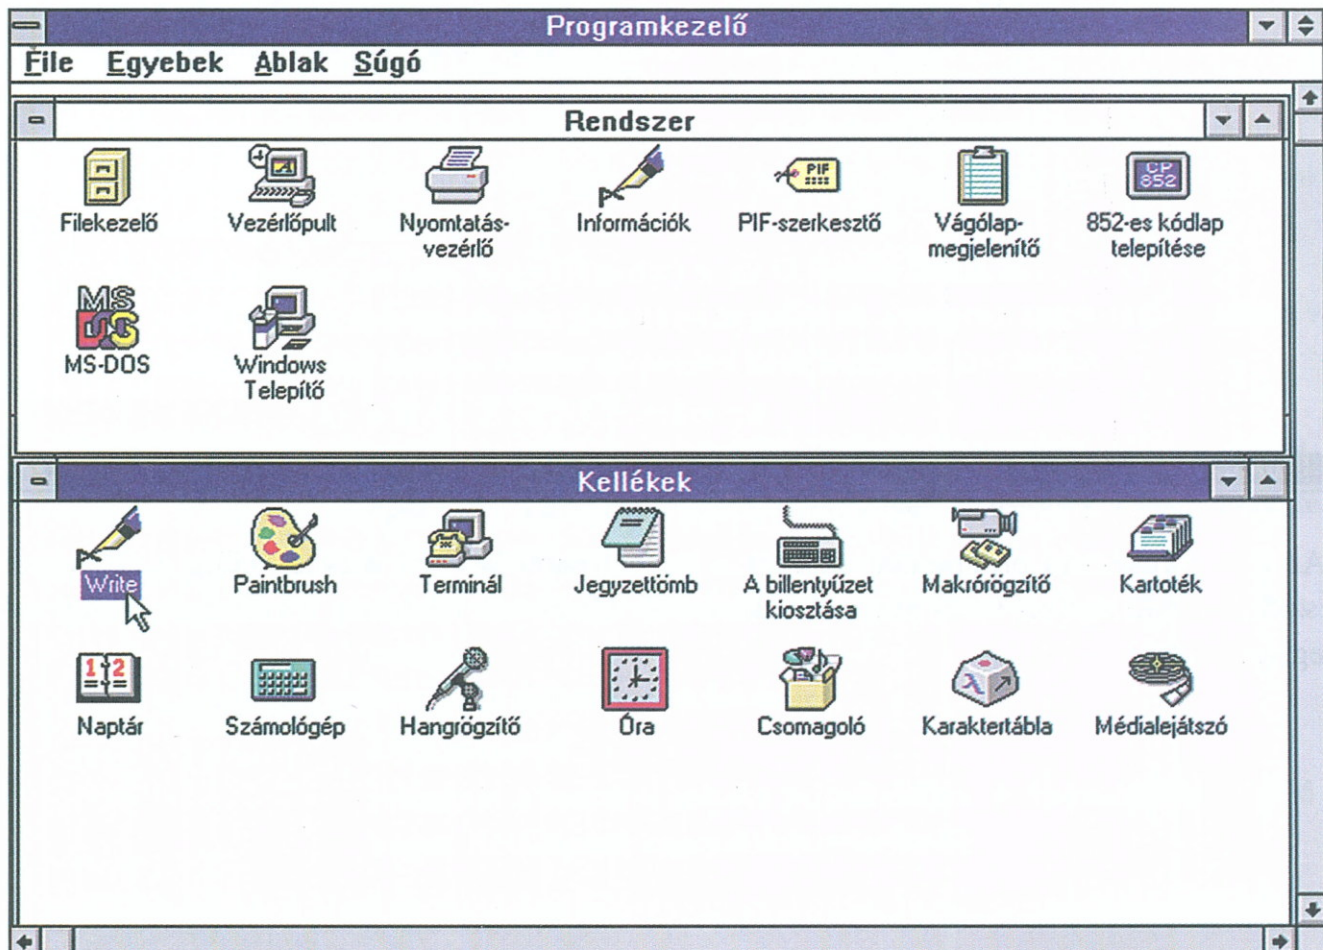 Programkezelő
File Egyebek Ablak Súgó
Rendszer
Filekezelő
Vezérlőpult
Nyomtatás-
vezérlő
Információk
PIF
PIF-szerkesztő
Vágólap-
megjelenítő
CP
852
852-es kódlap
telepítése
MS
DOS
MS-DOS
Windows
Telepítő
Kellékek
Write
Paintbrush
Terminál
Jegyzettömb
A billentyűzet
kiosztása
Makrórögzítő
Kartoték
1 2
Naptár
Számológép
Hangrögzítő
Óra
Csomagoló
λ
Karaktertábla
Médialejátszó